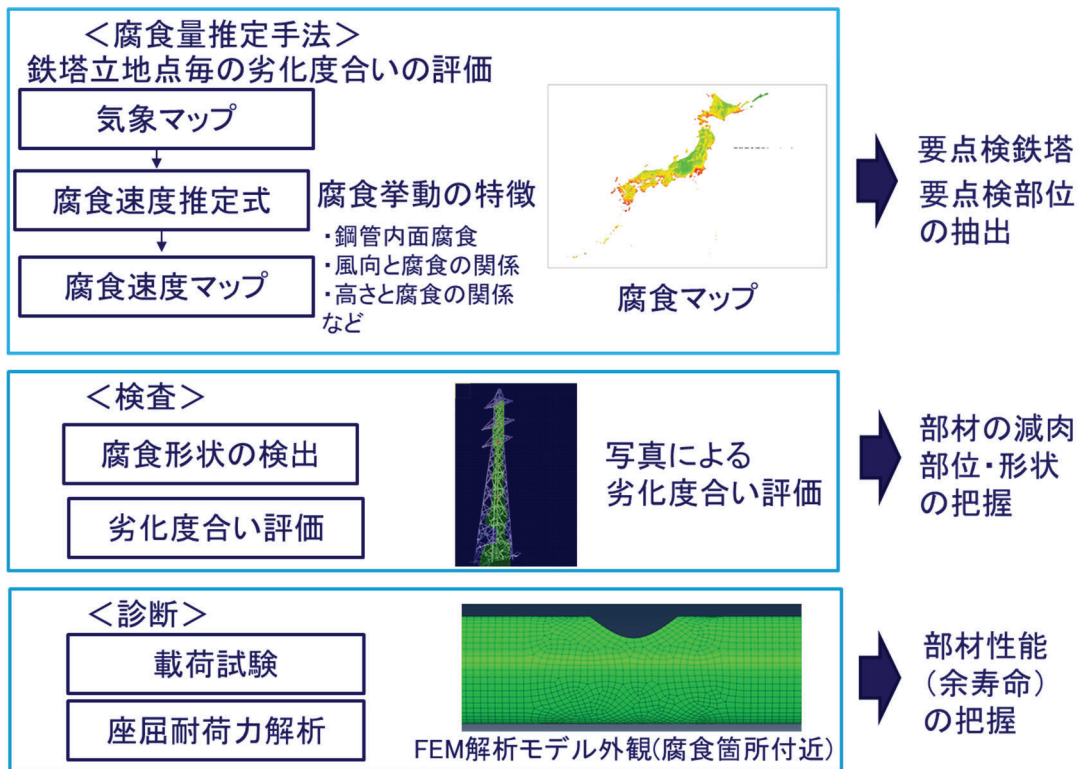 ＜腐食量推定手法＞
鉄塔立地点毎の劣化度合いの評価
気象マップ
腐食速度推定式
腐食速度マップ
腐食挙動の特徴
・鋼管内面腐食
・風向と腐食の関係
・高さと腐食の関係
など
腐食マップ
要点検鉄塔
要点検部位
の抽出
＜検査＞
腐食形状の検出
劣化度合い評価
写真による
劣化度合い評価
部材の減肉
部位・形状
の把握
＜診断＞
載荷試験
座屈耐荷力解析
FEM解析モデル外観(腐食箇所付近)
部材性能
（余寿命）
の把握